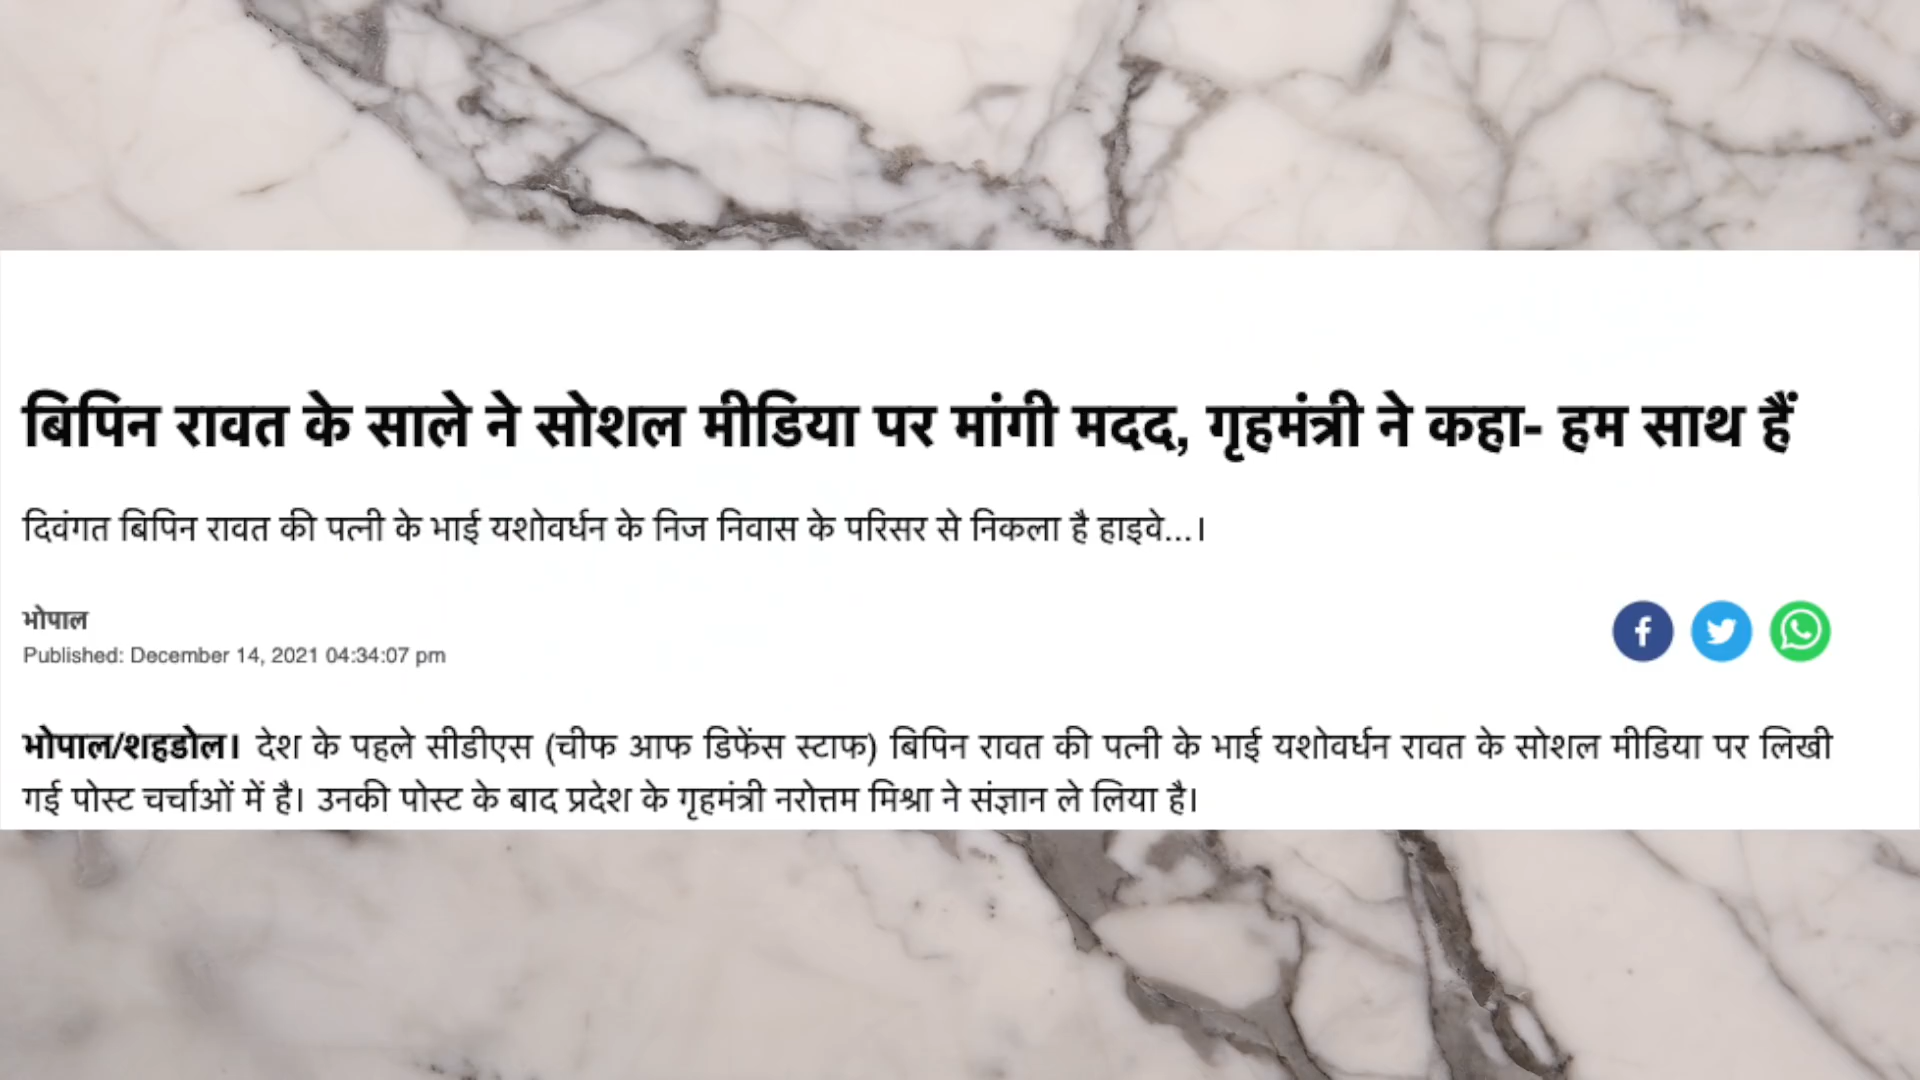 बिपिन रावत के साले ने सोशल मीडिया पर मांगी मदद, गृहमंत्री ने कहा- हम साथ हैं
दिवंगत बिपिन रावत की पत्नी के भाई यशोवर्धन के निज निवास के परिसर से निकला है हाइवे...।
भोपाल
Published: December 14, 2021 04:34:07 pm
भोपाल/शहडोल। देश के पहले सीडीएस (चीफ आफ डिफेंस स्टाफ) बिपिन रावत की पत्नी के भाई यशोवर्धन रावत के सोशल मीडिया पर लिखी
गई पोस्ट चर्चाओं में है। उनकी पोस्ट के बाद प्रदेश के गृहमंत्री नरोत्तम मिश्रा ने संज्ञान ले लिया है।